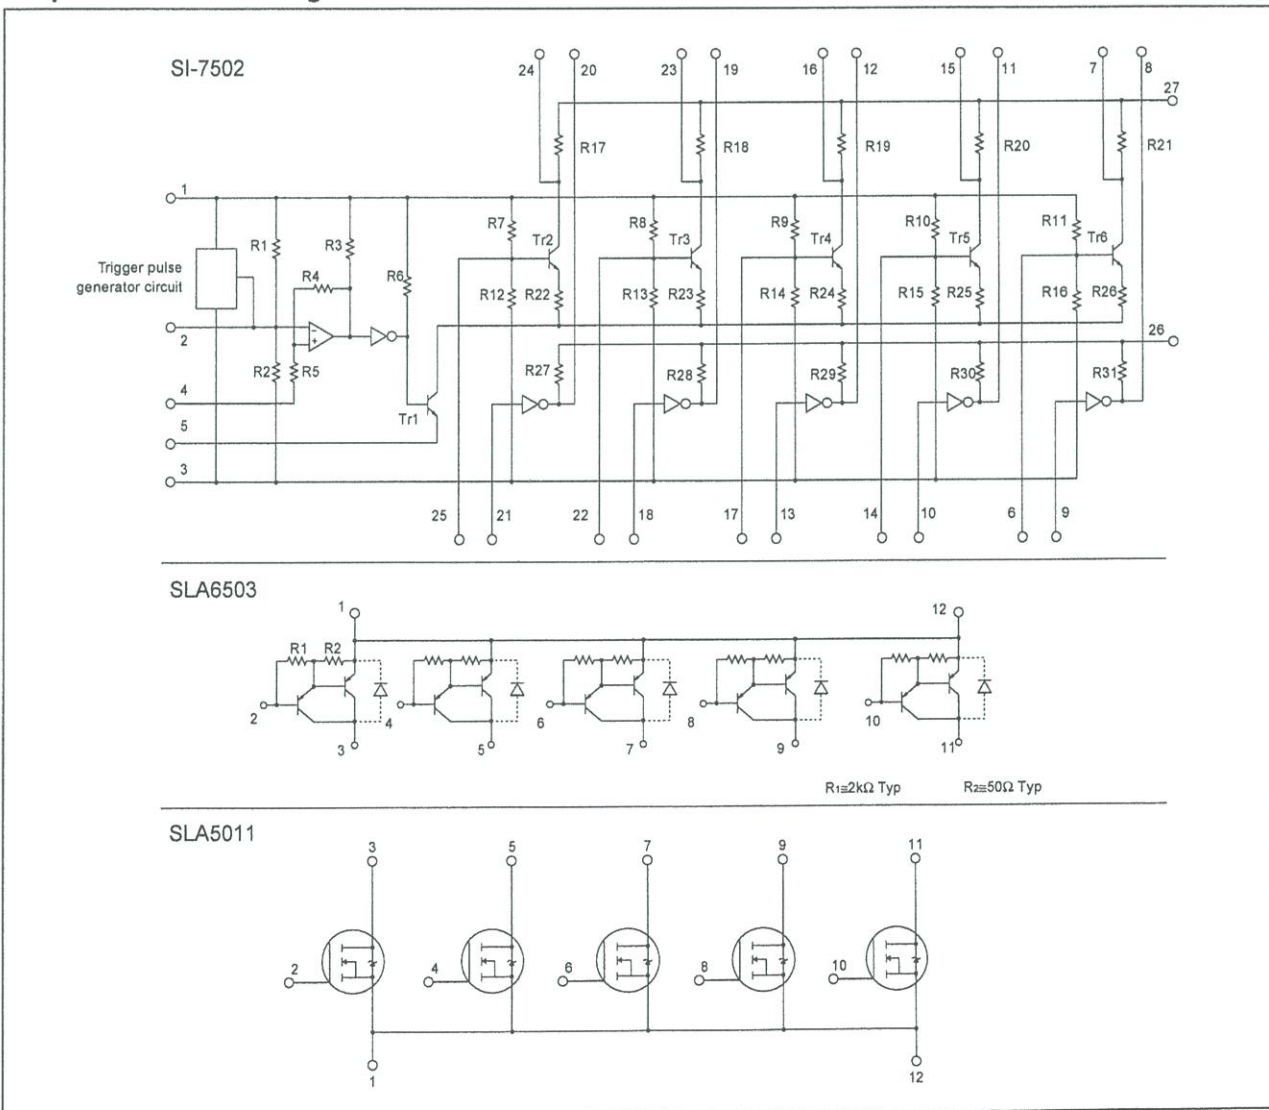 SI-7502
24
20
23
19
16
12
15
11
7
8
27
R17
R18
R19
R20
R21
1
R1
R3
R4
R6
R7
R8
R9
R10
R11
Tr2
Tr3
Tr4
Tr5
Tr6
Trigger pulse
generator circuit
R12
R22
R13
R23
R14
R24
R15
R25
R16
R26
2
26
R2
R5
R27
R28
R29
R30
R31
4
Tr1
5
3
25
21
22
18
17
13
14
10
6
9
SLA6503
1
12
R1
R2
2
4
6
8
10
3
5
7
9
11
R1≅2kΩ Typ
R2≅50Ω Typ
SLA5011
3
5
7
9
11
2
4
6
8
10
1
12